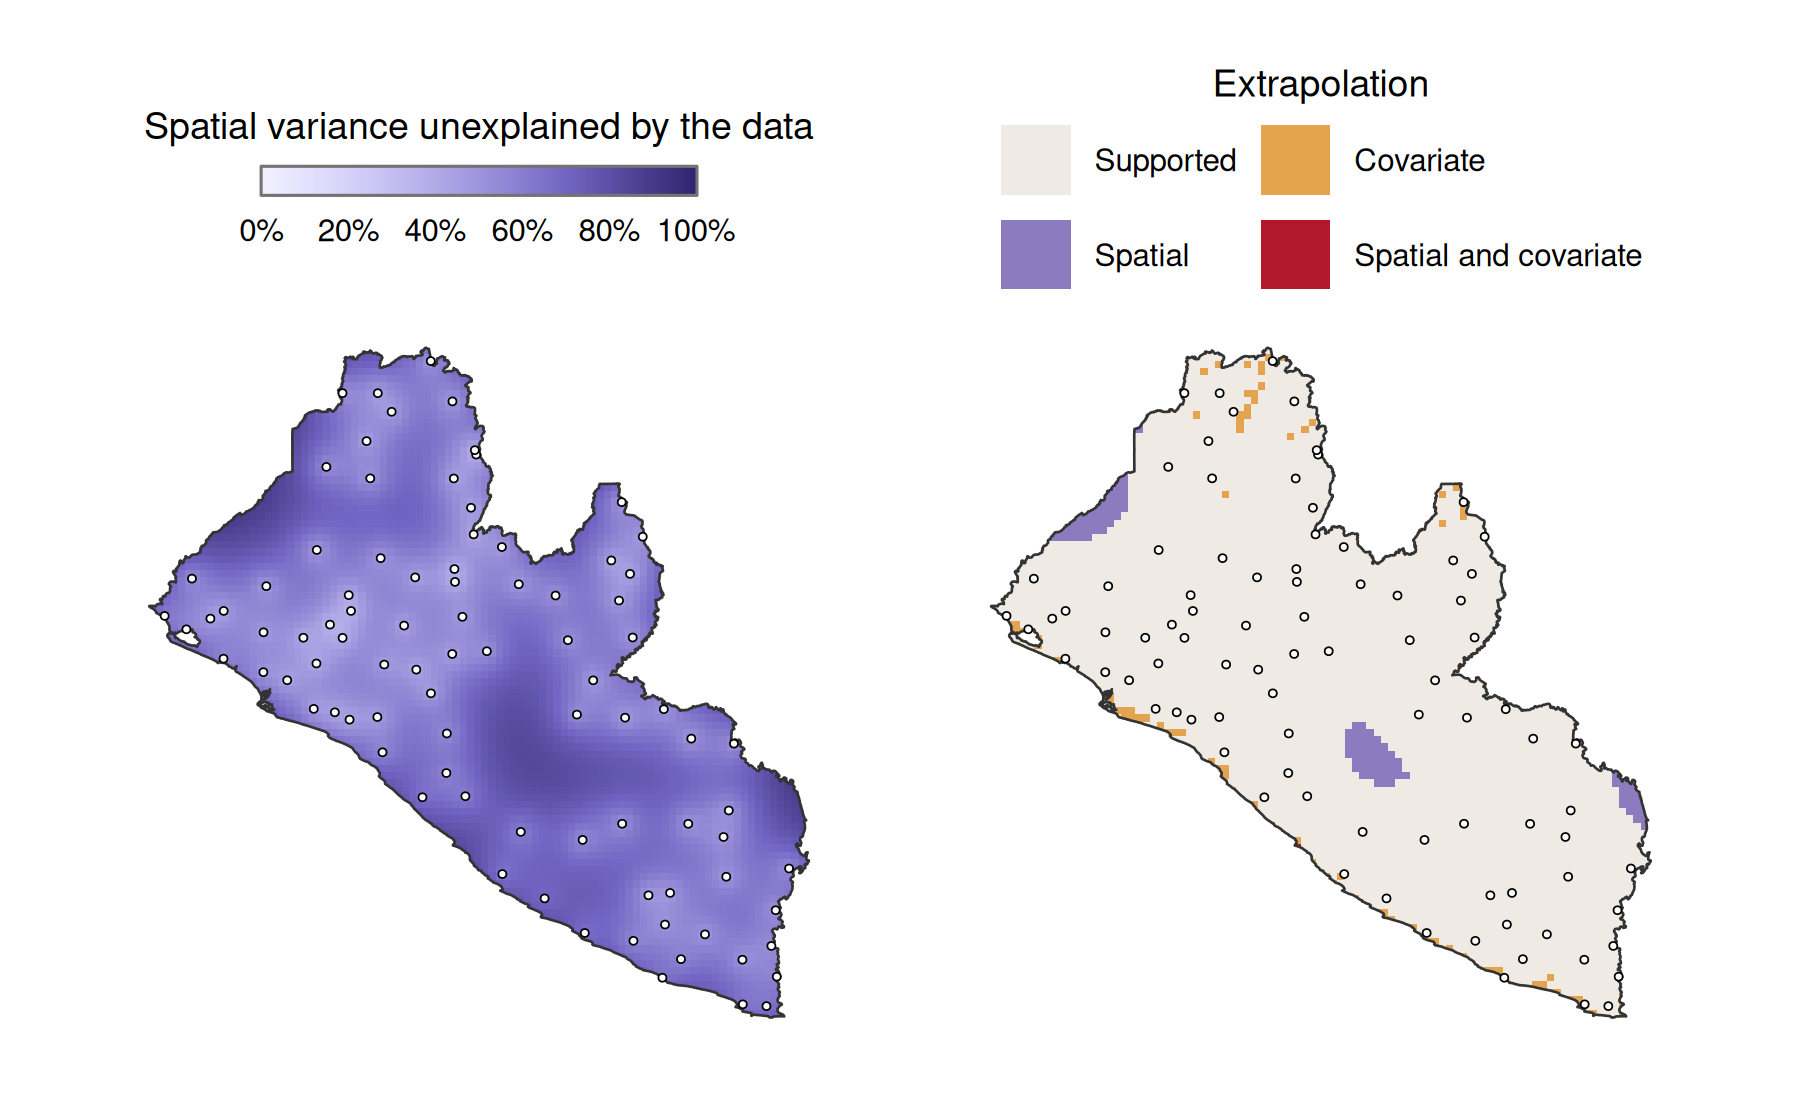 Spatial variance unexplained by the data
0% 20% 40% 60% 80% 100%
Extrapolation
Supported
Covariate
Spatial
Spatial and covariate